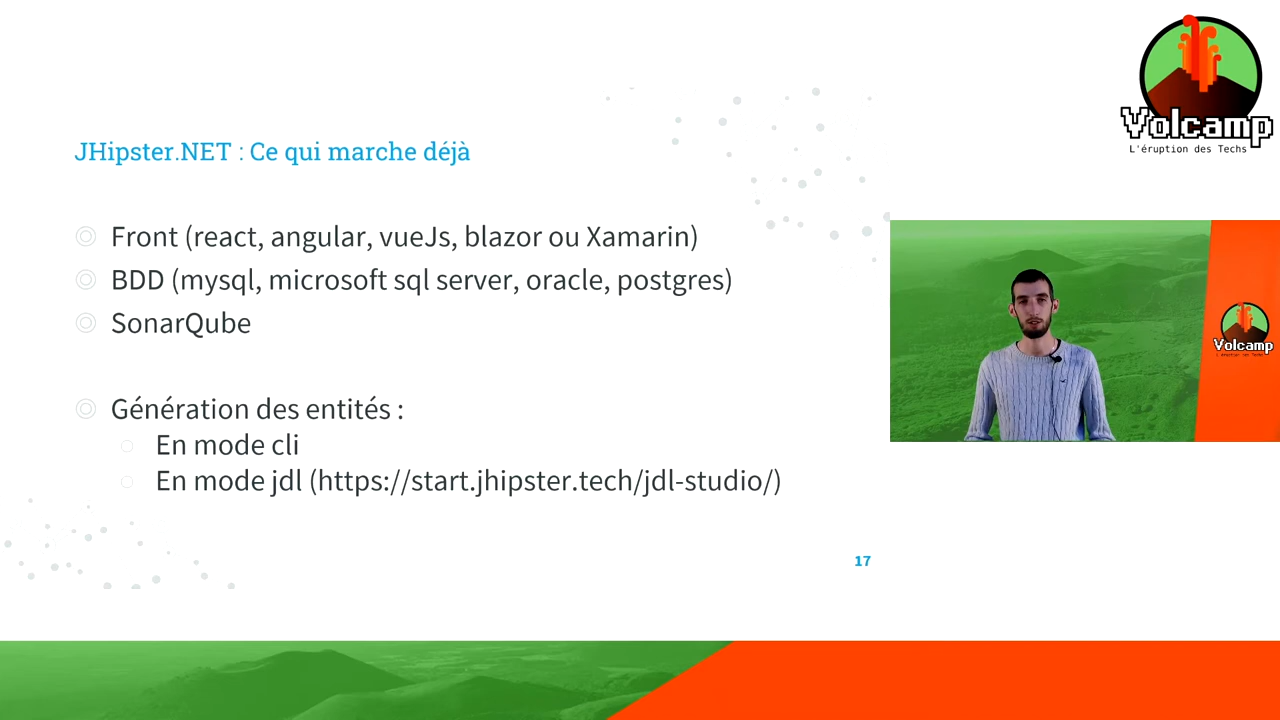 Volcamp
L'éruption des Techs
JHipster.NET : Ce qui marche déjà
Front (react, angular, vueJs, blazor ou Xamarin)
BDD (mysql, microsoft sql server, oracle, postgres)
SonarQube
Génération des entités :
En mode cli
En mode jdl (https://start.jhipster.tech/jdl-studio/)
17
Volcamp